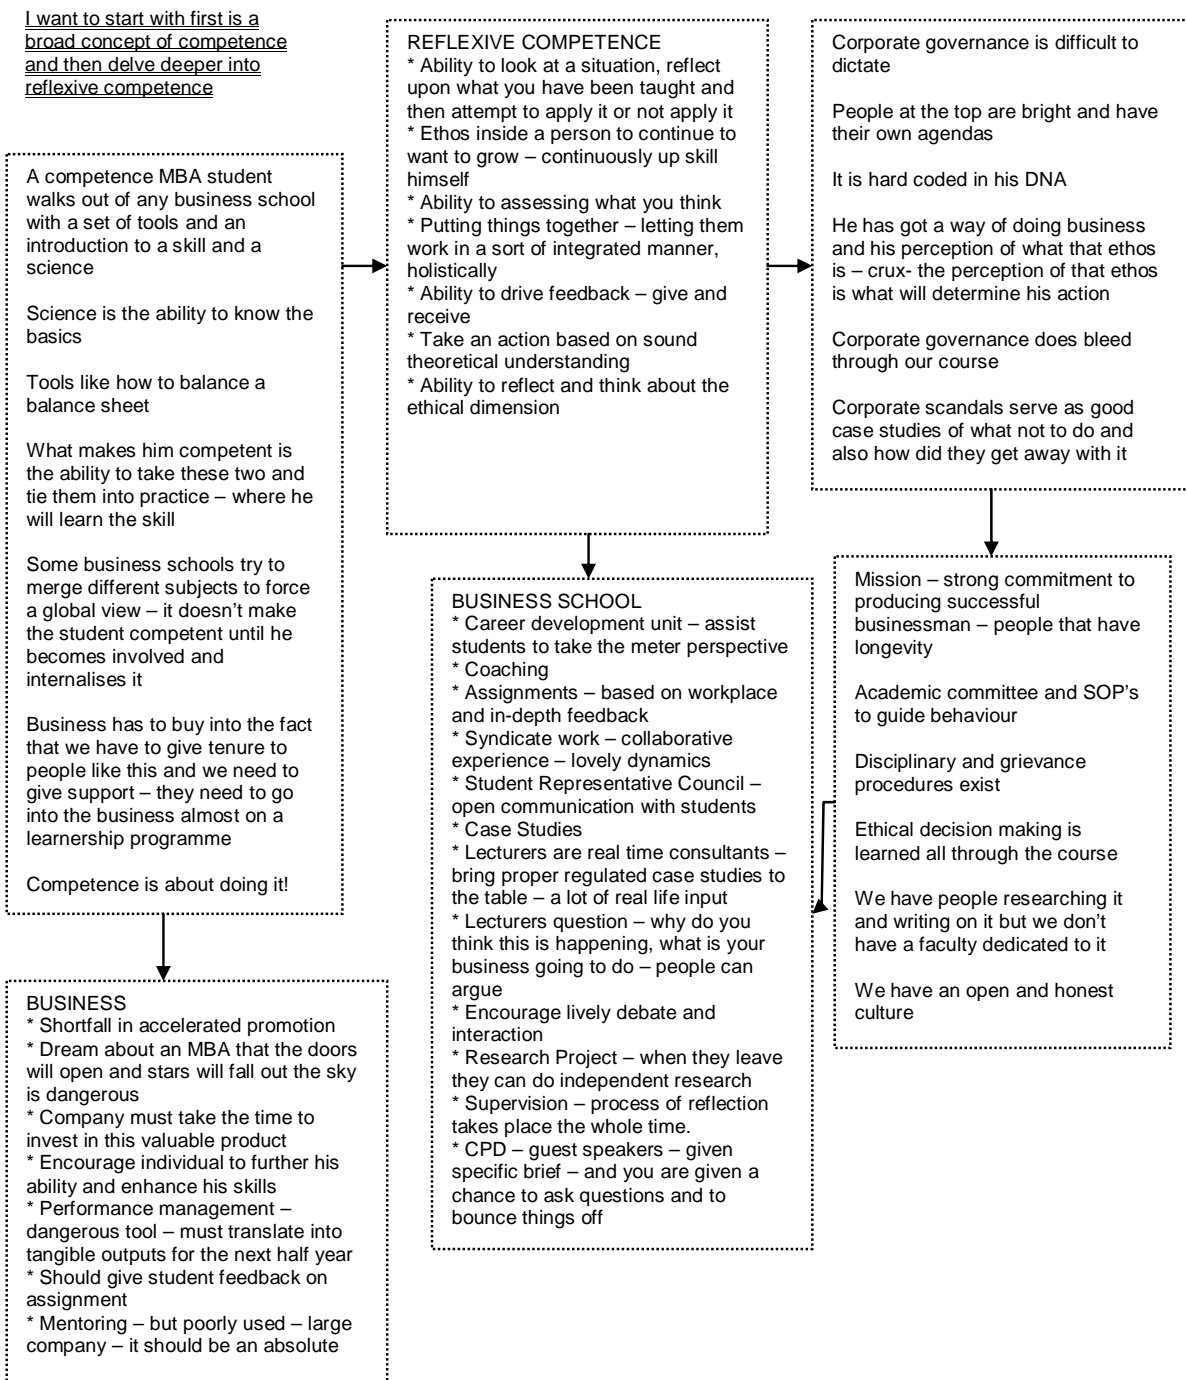 I want to start with first is a
broad concept of competence
and then delve deeper into
reflexive competence
A competence MBA student
walks out of any business school
with a set of tools and an
introduction to a skill and a
science
Science is the ability to know the
basics
Tools like how to balance a
balance sheet
What makes him competent is
the ability to take these two and
tie them into practice – where he
will learn the skill
Some business schools try to
merge different subjects to force
a global view – it doesn’t make
the student competent until he
becomes involved and
internalises it
Business has to buy into the fact
that we have to give tenure to
people like this and we need to
give support – they need to go
into the business almost on a
learnership programme
Competence is about doing it!
REFLEXIVE COMPETENCE
* Ability to look at a situation, reflect
upon what you have been taught and
then attempt to apply it or not apply it
* Ethos inside a person to continue to
want to grow – continuously up skill
himself
* Ability to assessing what you think
* Putting things together – letting them
work in a sort of integrated manner,
holistically
* Ability to drive feedback – give and
receive
* Take an action based on sound
theoretical understanding
* Ability to reflect and think about the
ethical dimension
Corporate governance is difficult to
dictate
People at the top are bright and have
their own agendas
It is hard coded in his DNA
He has got a way of doing business
and his perception of what that ethos
is – crux- the perception of that ethos
is what will determine his action
Corporate governance does bleed
through our course
Corporate scandals serve as good
case studies of what not to do and
also how did they get away with it
BUSINESS
* Shortfall in accelerated promotion
* Dream about an MBA that the doors
will open and stars will fall out the sky
is dangerous
* Company must take the time to
invest in this valuable product
* Encourage individual to further his
ability and enhance his skills
* Performance management –
dangerous tool – must translate into
tangible outputs for the next half year
* Should give student feedback on
assignment
* Mentoring – but poorly used – large
company – it should be an absolute
BUSINESS SCHOOL
* Career development unit – assist
students to take the meter perspective
* Coaching
* Assignments – based on workplace
and in-depth feedback
* Syndicate work – collaborative
experience – lovely dynamics
* Student Representative Council –
open communication with students
* Case Studies
* Lecturers are real time consultants –
bring proper regulated case studies to
the table – a lot of real life input
* Lecturers question – why do you
think this is happening, what is your
business going to do – people can
argue
* Encourage lively debate and
interaction
* Research Project – when they leave
they can do independent research
* Supervision – process of reflection
takes place the whole time.
* CPD – guest speakers – given
specific brief – and you are given a
chance to ask questions and to
bounce things off
Mission – strong commitment to
producing successful
businessman – people that have
longevity
Academic committee and SOP’s
to guide behaviour
Disciplinary and grievance
procedures exist
Ethical decision making is
learned all through the course
We have people researching it
and writing on it but we don’t
have a faculty dedicated to it
We have an open and honest
culture